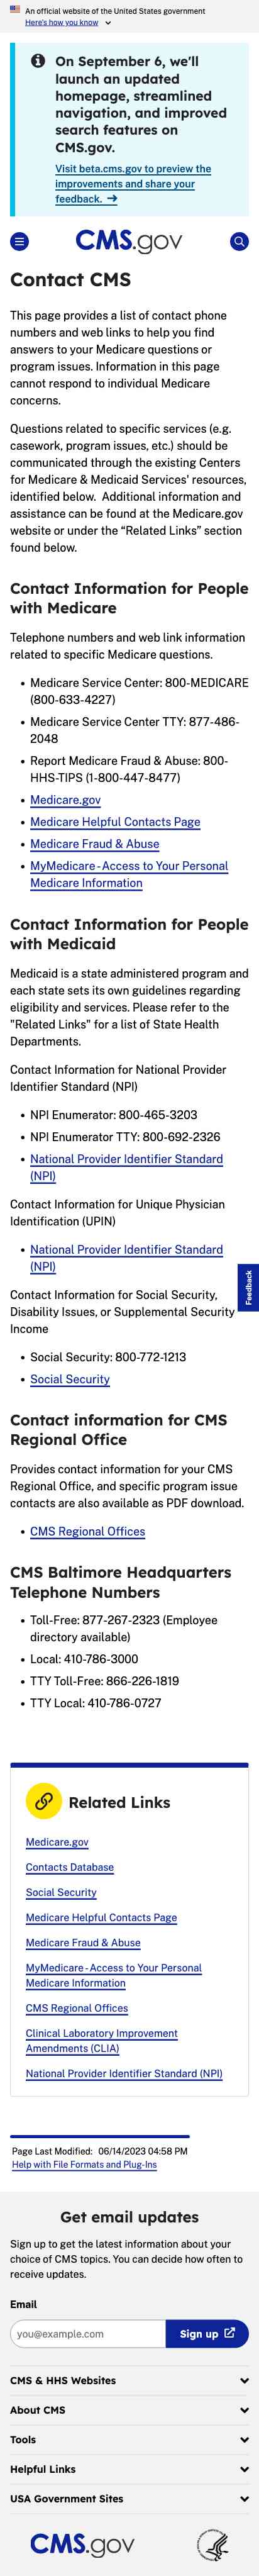 An official website of the United States government
Here's how you know
On September 6, we'll
launch an updated
homepage, streamlined
navigation, and improved
search features on
CMS.gov.
Visit beta.cms.gov to preview the
improvements and share your
feedback.
CMS.gov
Contact CMS
This page provides a list of contact phone
numbers and web links to help you find
answers to your Medicare questions or
program issues. Information in this page
cannot respond to individual Medicare
concerns.
Questions related to specific services (e.g.
casework, program issues, etc.) should be
communicated through the existing Centers
for Medicare & Medicaid Services' resources,
identified below.  Additional information and
assistance can be found at the Medicare.gov
website or under the “Related Links” section
found below.
Contact Information for People
with Medicare
Telephone numbers and web link information
related to specific Medicare questions.
• Medicare Service Center: 800-MEDICARE
(800-633-4227)
• Medicare Service Center TTY: 877-486-
2048
• Report Medicare Fraud & Abuse: 800-
HHS-TIPS (1-800-447-8477)
• Medicare.gov
• Medicare Helpful Contacts Page
• Medicare Fraud & Abuse
• MyMedicare - Access to Your Personal
Medicare Information
Contact Information for People
with Medicaid
Medicaid is a state administered program and
each state sets its own guidelines regarding
eligibility and services. Please refer to the
"Related Links" for a list of State Health
Departments.
Contact Information for National Provider
Identifier Standard (NPI)
• NPI Enumerator: 800-465-3203
• NPI Enumerator TTY: 800-692-2326
• National Provider Identifier Standard
(NPI)
Contact Information for Unique Physician
Identification (UPIN)
• National Provider Identifier Standard
(NPI)
Feedback
Contact Information for Social Security,
Disability Issues, or Supplemental Security
Income
• Social Security: 800-772-1213
• Social Security
Contact information for CMS
Regional Office
Provides contact information for your CMS
Regional Office, and specific program issue
contacts are also available as PDF download.
• CMS Regional Offices
CMS Baltimore Headquarters
Telephone Numbers
• Toll-Free: 877-267-2323 (Employee
directory available)
• Local: 410-786-3000
• TTY Toll-Free: 866-226-1819
• TTY Local: 410-786-0727
Related Links
Medicare.gov
Contacts Database
Social Security
Medicare Helpful Contacts Page
Medicare Fraud & Abuse
MyMedicare - Access to Your Personal
Medicare Information
CMS Regional Offices
Clinical Laboratory Improvement
Amendments (CLIA)
National Provider Identifier Standard (NPI)
Page Last Modified: 06/14/2023 04:58 PM
Help with File Formats and Plug-Ins
Get email updates
Sign up to get the latest information about your
choice of CMS topics. You can decide how often to
receive updates.
Email
you@example.com
Sign up
CMS & HHS Websites
About CMS
Tools
Helpful Links
USA Government Sites
CMS.gov